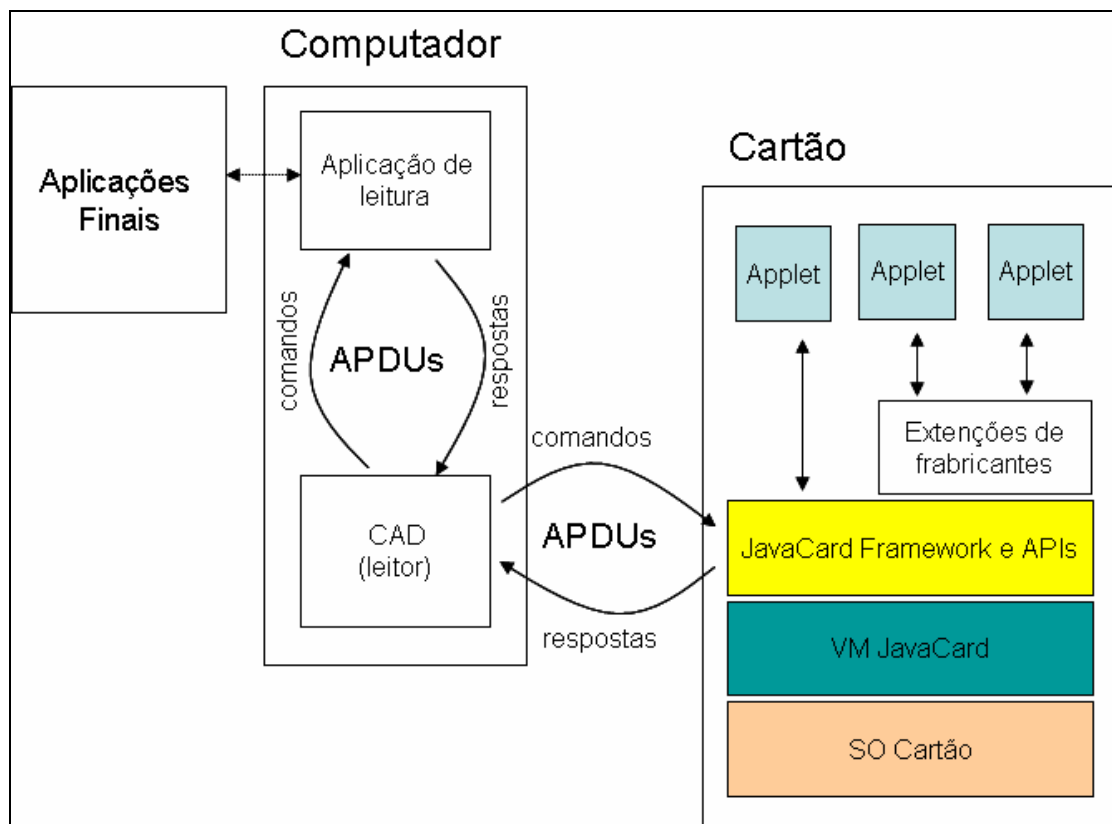 Computador
Aplicações
Finais
Aplicação de
leitura
comandos
APDUs
respostas
CAD
(leitor)
comandos
APDUs
respostas
Cartão
Applet
Applet
Applet
Extenções de
frabricantes
JavaCard Framework e APIs
VM JavaCard
SO Cartão